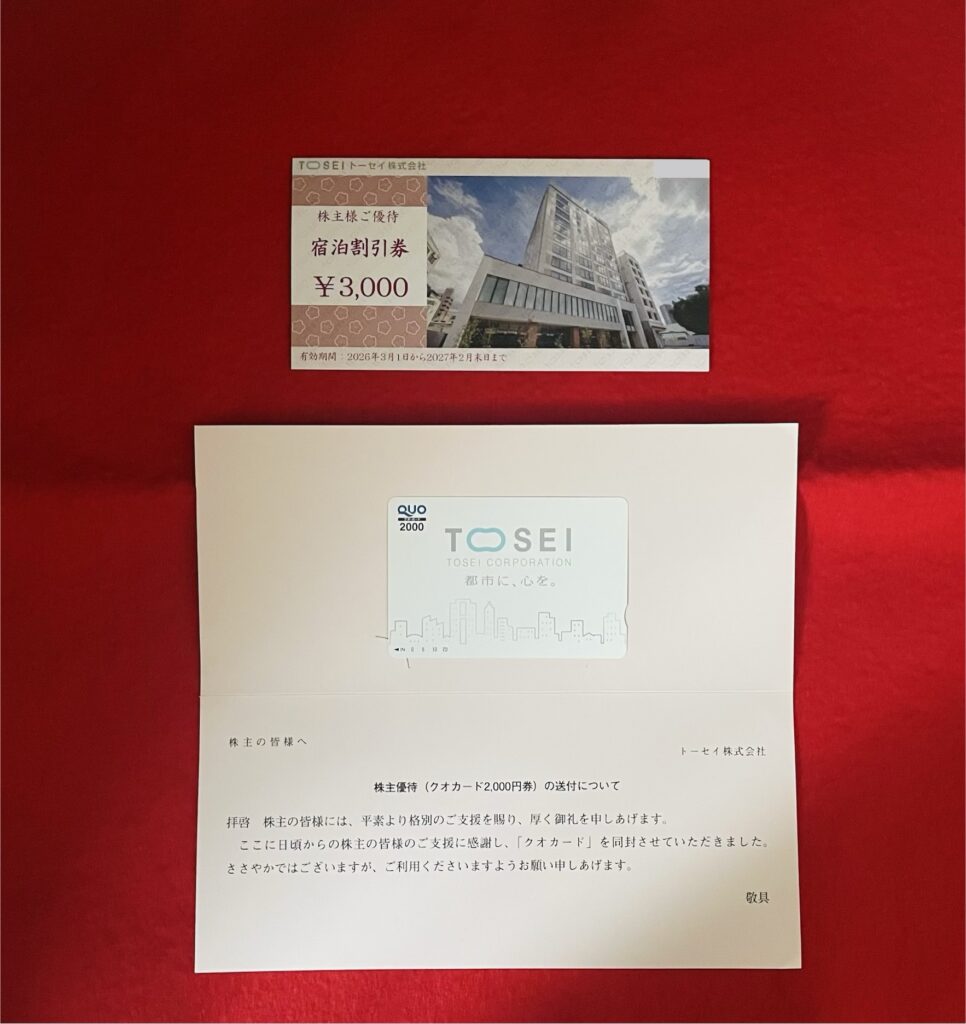 TOSEI トーセイ株式会社
株主様ご優待
宿泊割引券
￥3,000
有効期間：2026年3月1日から2027年2月末日まで
QUO
2000
TOSEI
TOSEI CORPORATION
都市に、心を。
株主の皆様へ
トーセイ株式会社
株主優待（クオカード2,000円券）の送付について
拝啓　株主の皆様には、平素より格別のご支援を賜り、厚く御礼を申しあげます。
ここに日頃からの株主の皆様のご支援に感謝し、「クオカード」を同封させていただきました。
ささやかではございますが、ご利用くださいますようお願い申しあげます。
敬具